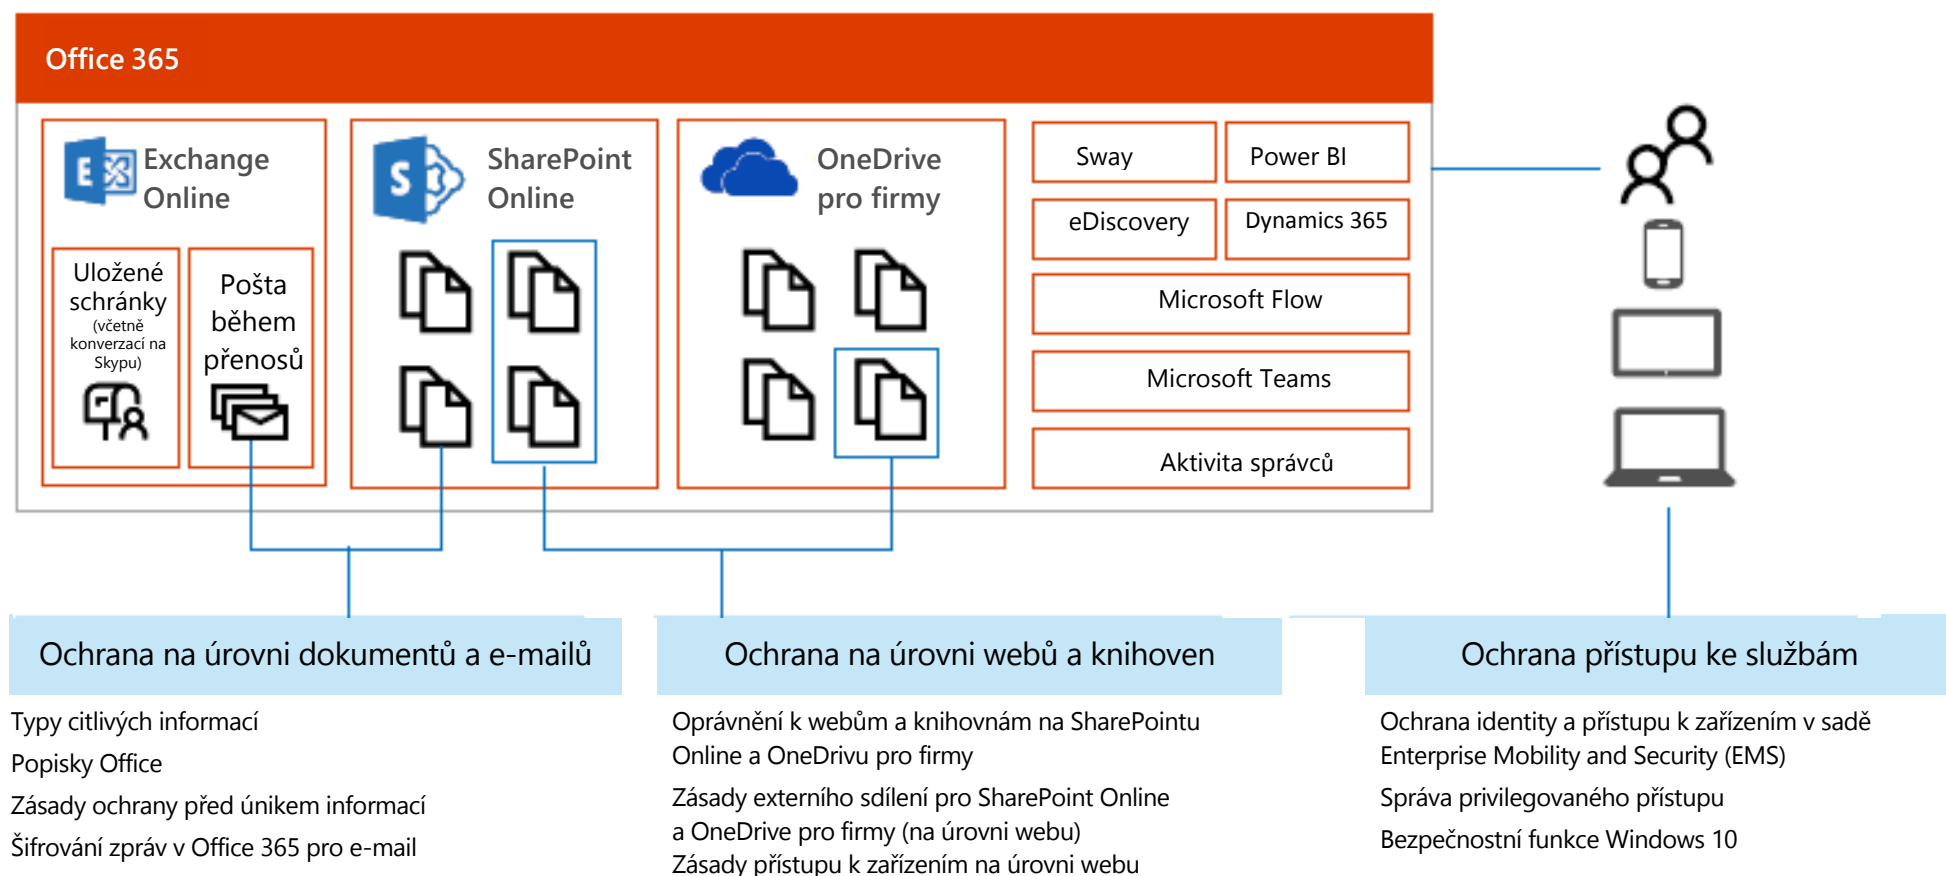 Office 365
Exchange
Online
Uložené
schránky
(včetně
konverzací na
Skypu)
Pošta
během
přenosů
SharePoint
Online
OneDrive
pro firmy
Sway
Power BI
eDiscovery
Dynamics 365
Microsoft Flow
Microsoft Teams
Aktivita správců
Ochrana na úrovni dokumentů a e-mailů
Typy citlivých informací
Popisky Office
Zásady ochrany před únikem informací
Šifrování zpráv v Office 365 pro e-mail
Ochrana na úrovni webů a knihoven
Oprávnění k webům a knihovnám na SharePointu
Online a OneDrivu pro firmy
Zásady externího sdílení pro SharePoint Online
a OneDrive pro firmy (na úrovni webu)
Zásady přístupu k zařízením na úrovni webu
Ochrana přístupu ke službám
Ochrana identity a přístupu k zařízením v sadě
Enterprise Mobility and Security (EMS)
Správa privilegovaného přístupu
Bezpečnostní funkce Windows 10